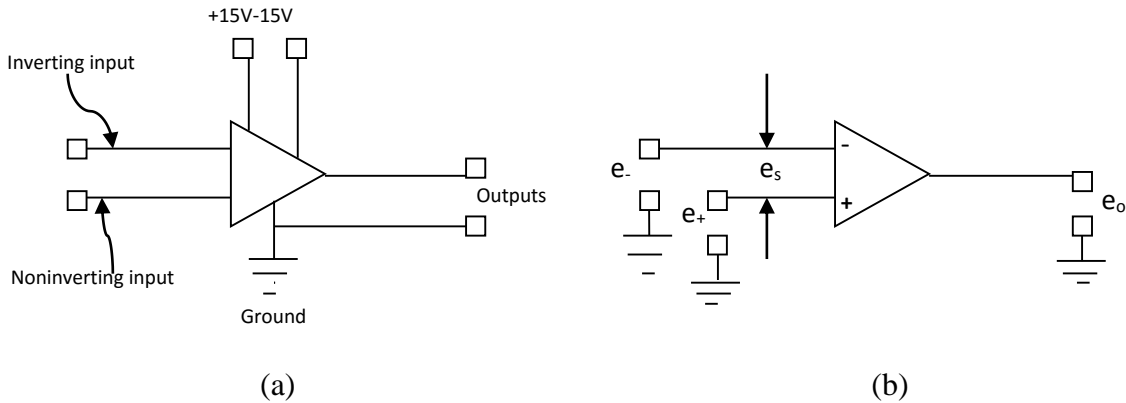 +15V-15V
Inverting input
Outputs
Noninverting input
Ground
(a)
e-
es
-
+
e+
eo
(b)